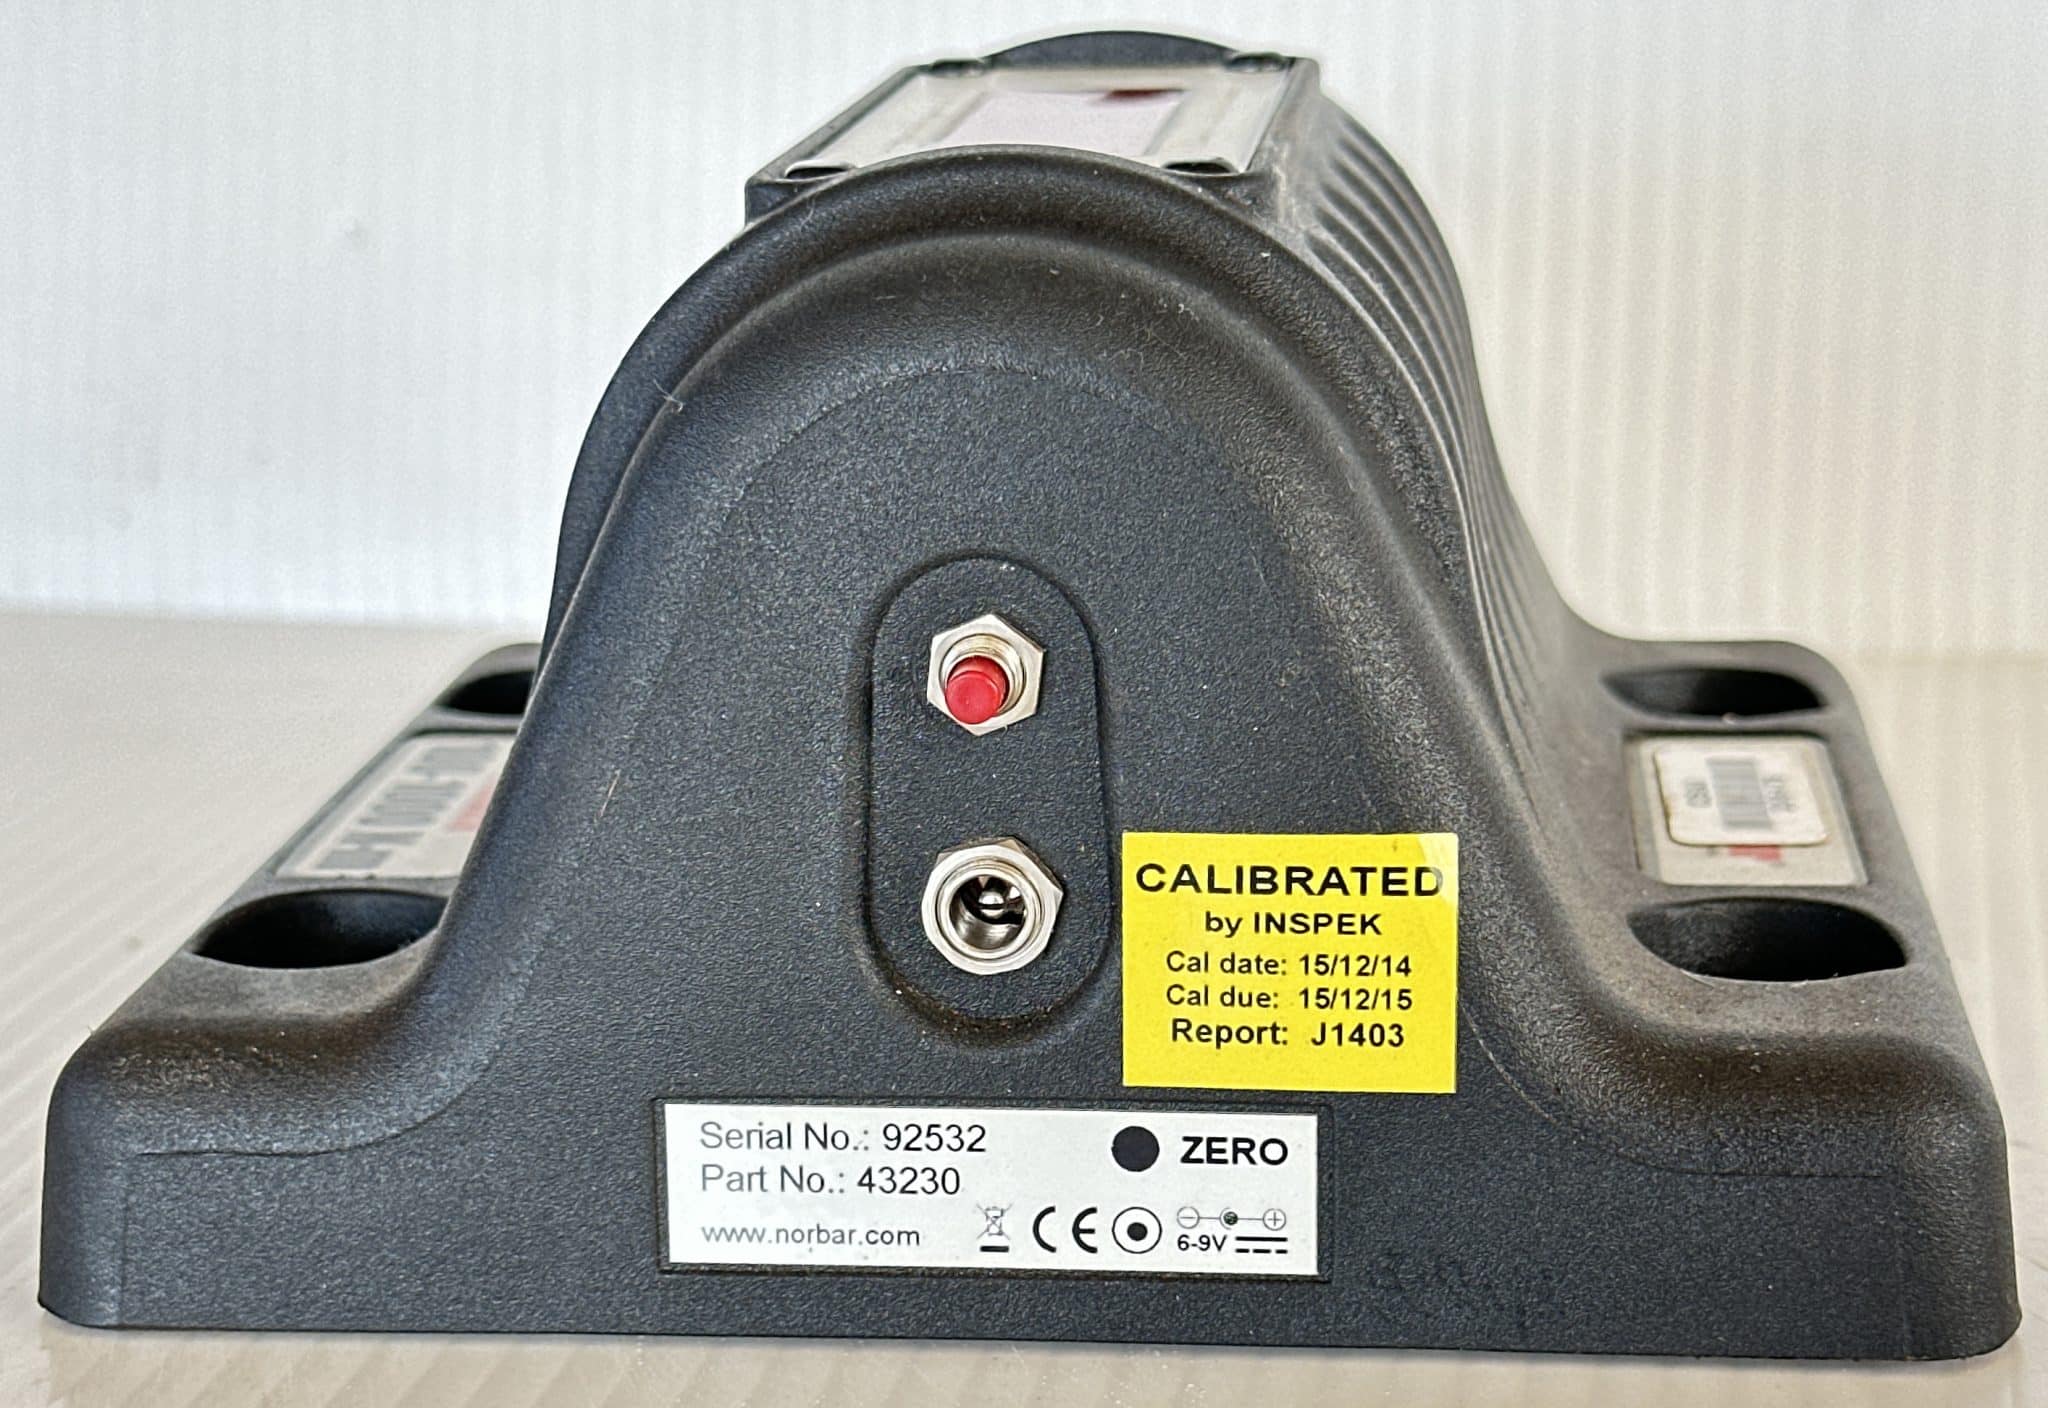 CALIBRATED
by INSPEK
Cal date: 15/12/14
Cal due: 15/12/15
Report: J1403
Serial No.: 92532
Part No.: 43230
ZERO
www.norbar.com
CE
6-9V